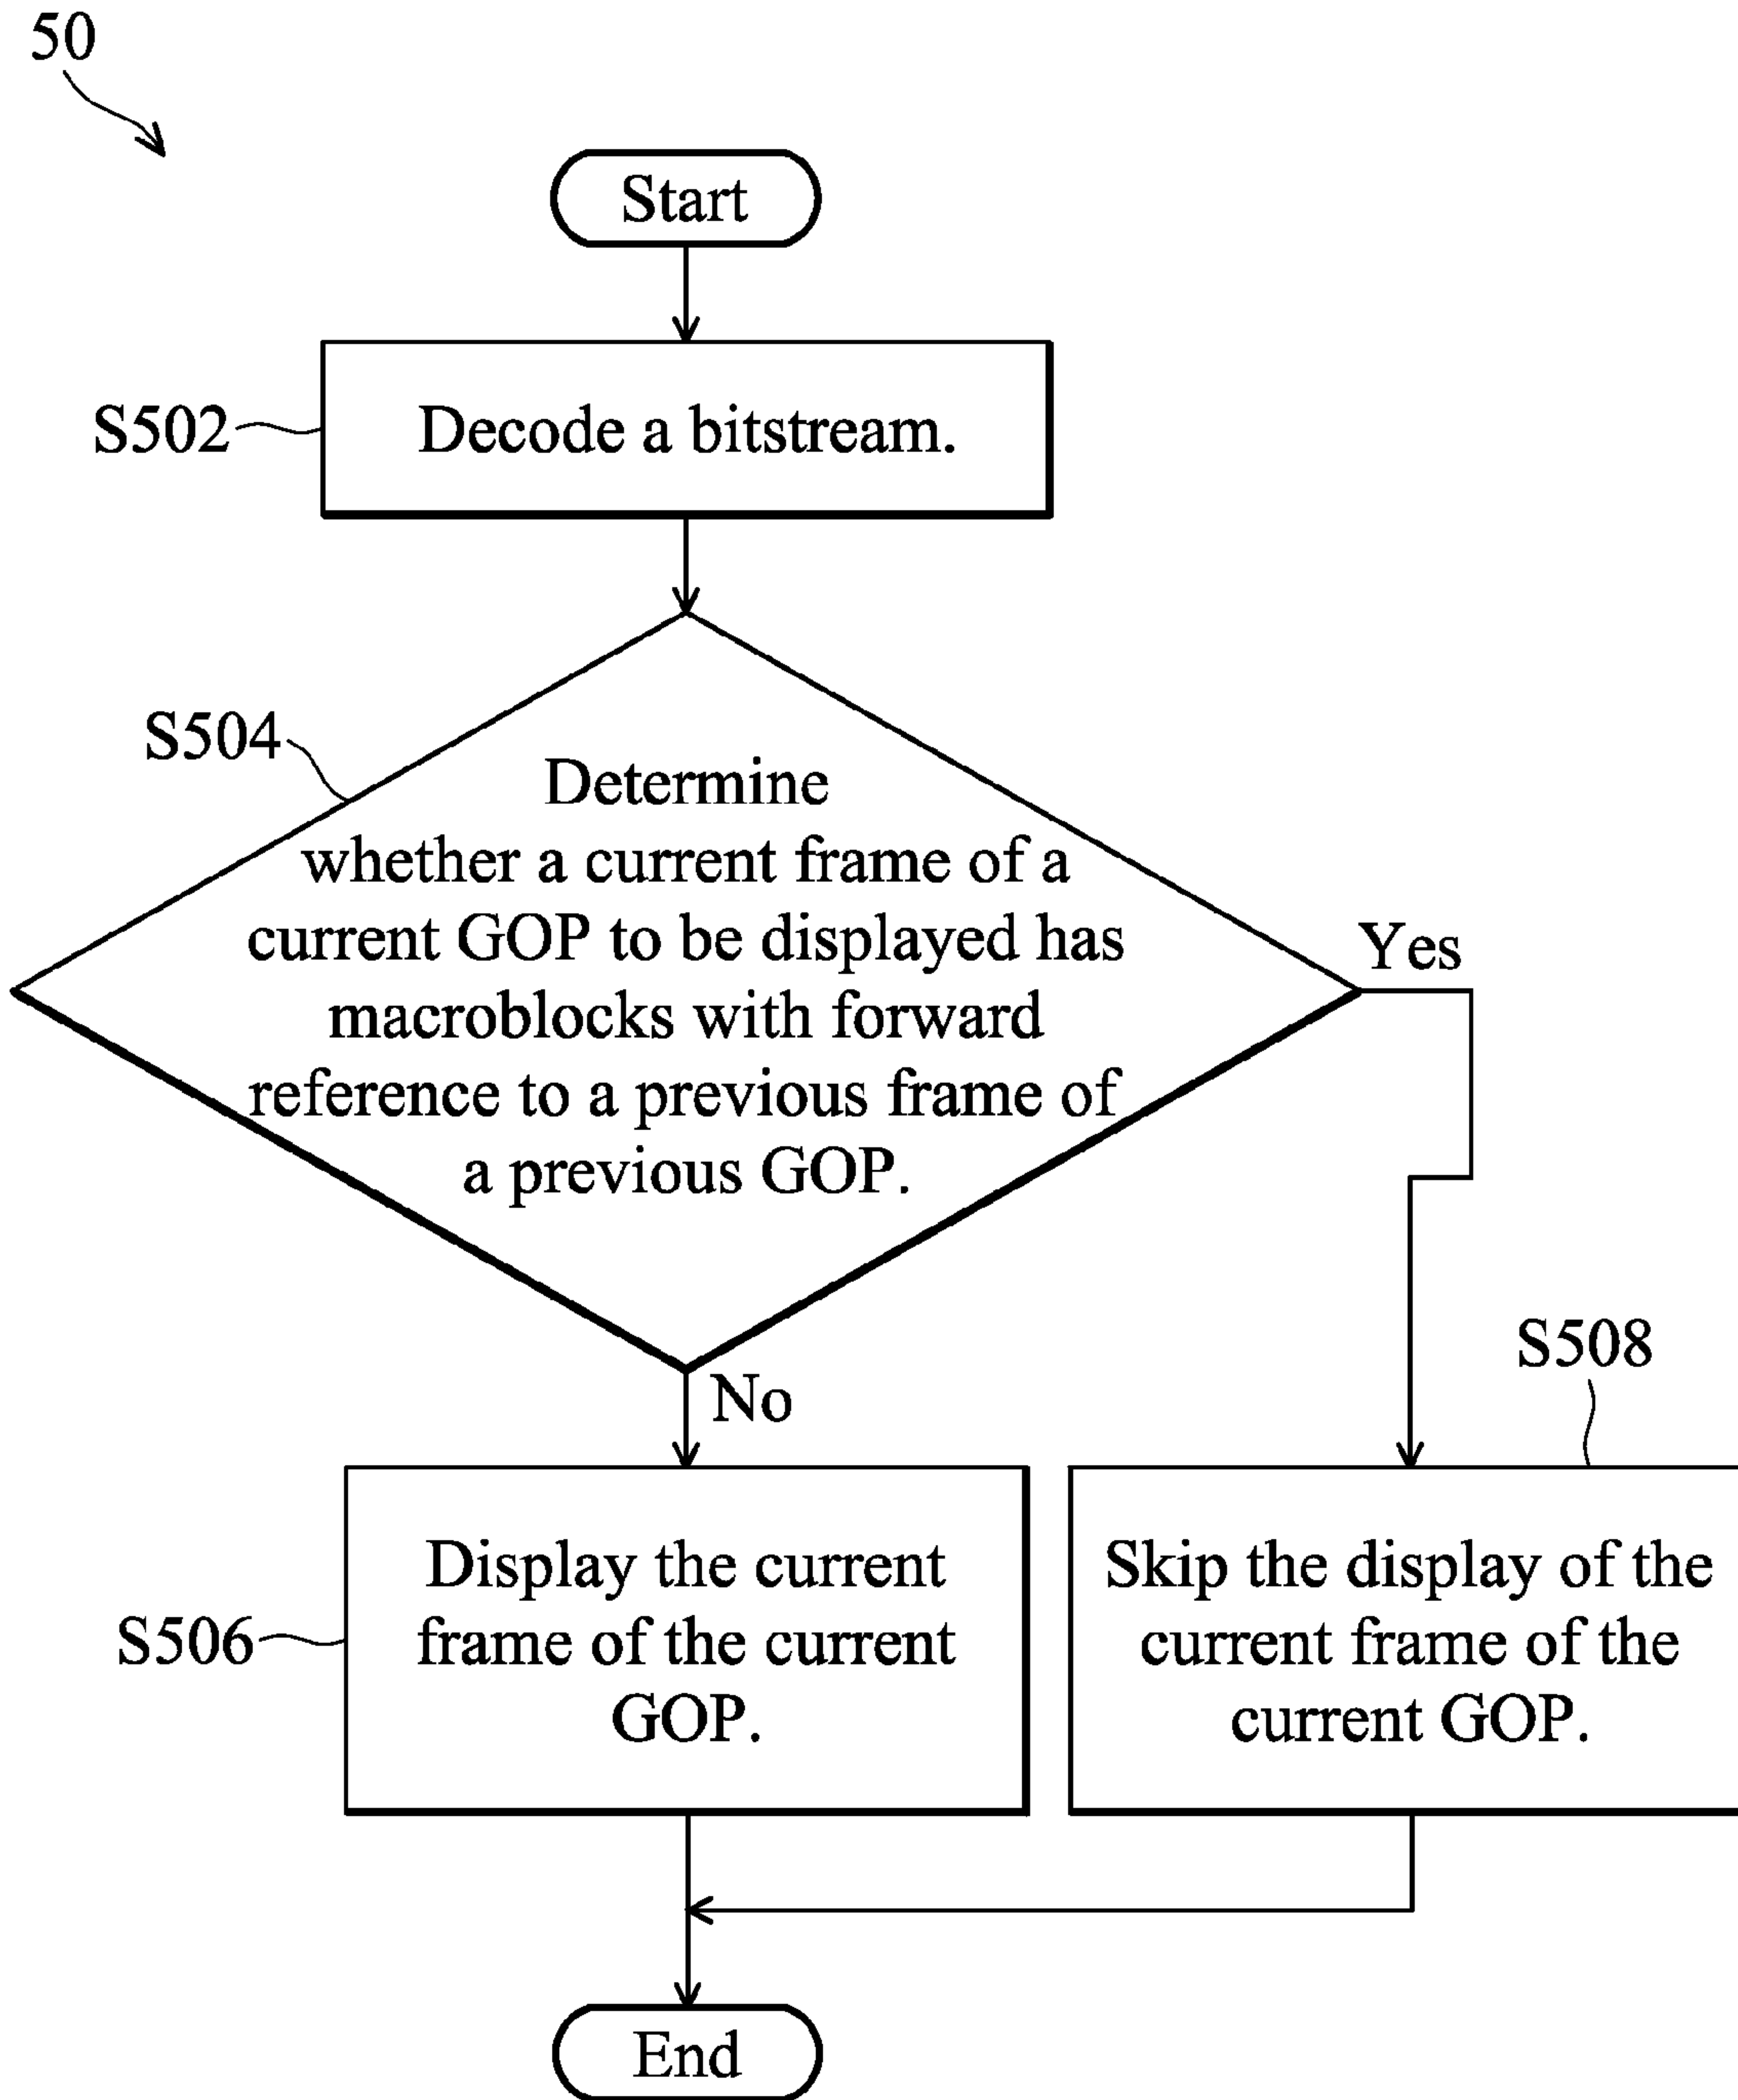 50
Start
S502
Decode a bitstream.
S504
Determine
whether a current frame of a
current GOP to be displayed has
macroblocks with forward
reference to a previous frame of
a previous GOP.
Yes
No
S508
S506
Display the current
frame of the current
GOP.
Skip the display of the
current frame of the
current GOP.
End